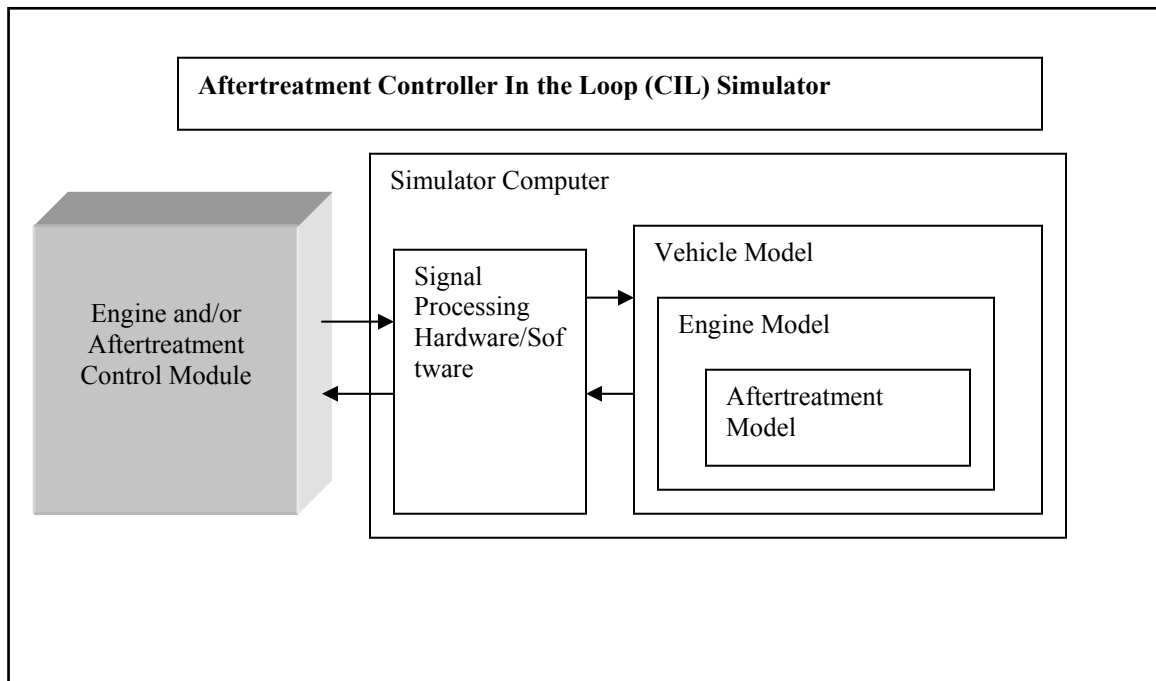 Aftertreatment Controller In the Loop (CIL) Simulator
Simulator Computer
Engine and/or
Aftertreatment
Control Module
Signal
Processing
Hardware/Sof
tware
Vehicle Model
Engine Model
Aftertreatment
Model